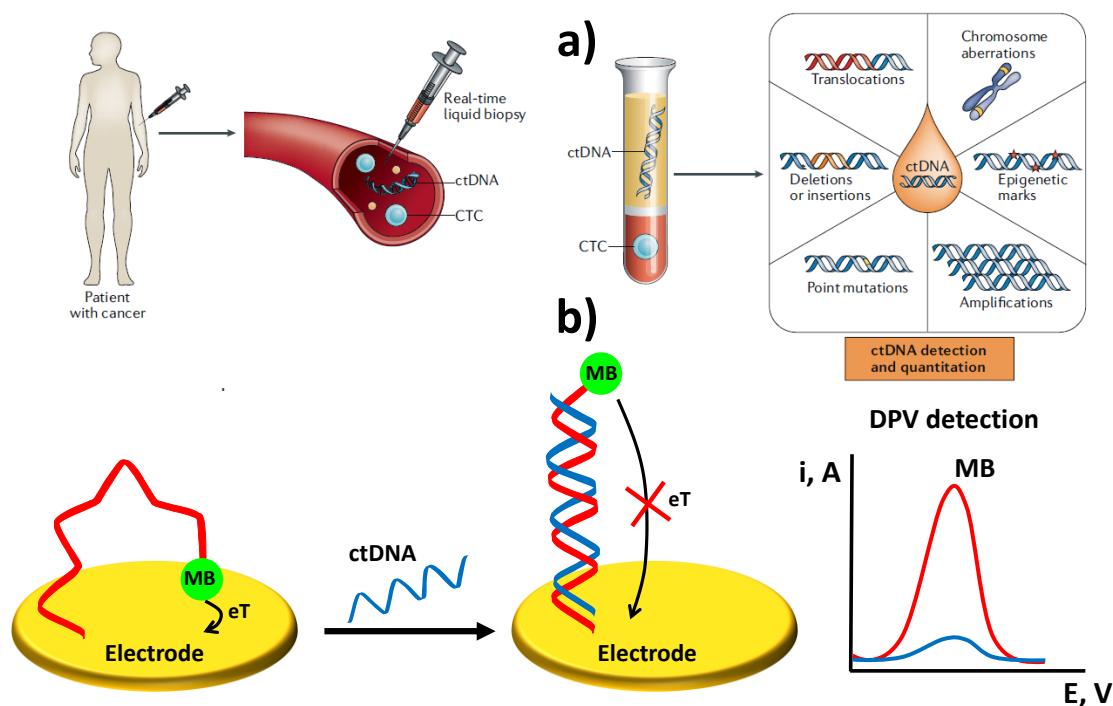 a)
Real-time
liquid biopsy
ctDNA
CTC
Patient
with cancer
ctDNA
CTC
Translocations
Chromosome
aberrations
Deletions
or insertions
ctDNA
Epigenetic
marks
Point mutations
Amplifications
ctDNA detection
and quantitation
b)
MB
eT
Electrode
ctDNA
MB
eT
Electrode
DPV detection
i, A
MB
E, V